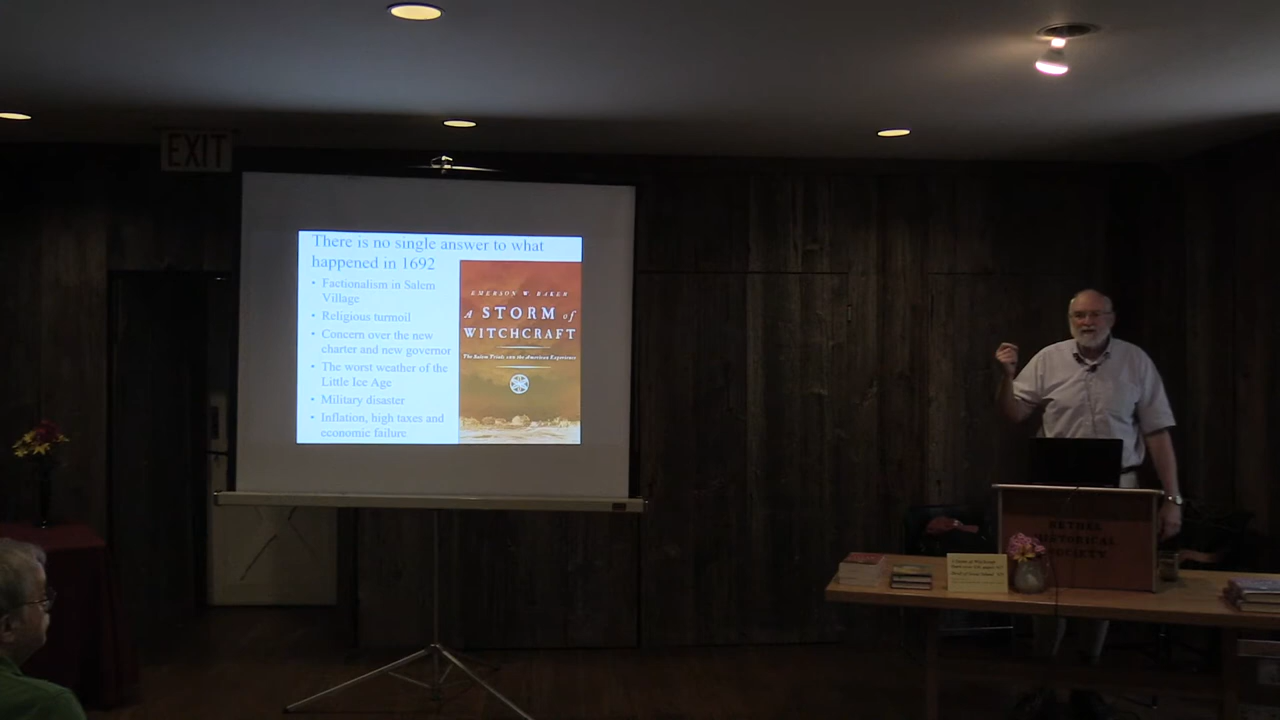 EXIT
There is no single answer to what
happened in 1692
• Factionalism in Salem
Village
• Religious turmoil
• Concern over the new
charter and new governor
• The worst weather of the
Little Ice Age
• Military disaster
• Inflation, high taxes and
economic failure
EMERSON W. BAKER
A STORM of
WITCHCRAFT
The Salem Trials and the American Experience
BETHEL
HISTORICAL
SOCIETY